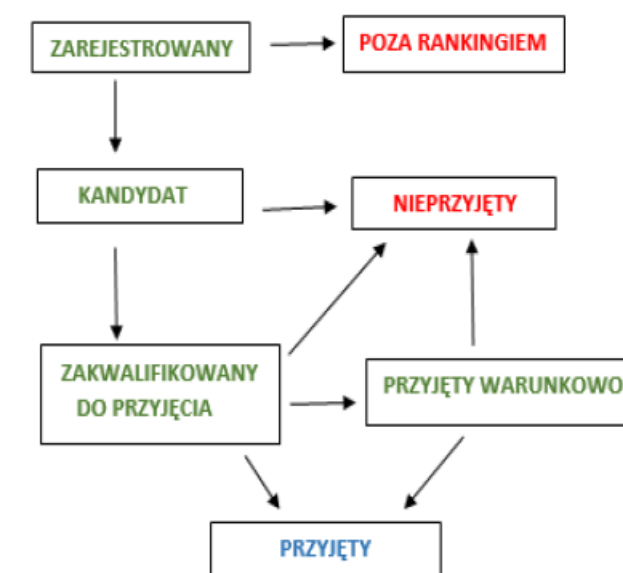 ZAREJESTROWANY
POZA RANKINGIEM
KANDYDAT
NIEPRZYJĘTY
ZAKWALIFIKOWANY
DO PRZYJĘCIA
PRZYJĘTY WARUNKOWO
PRZYJĘTY